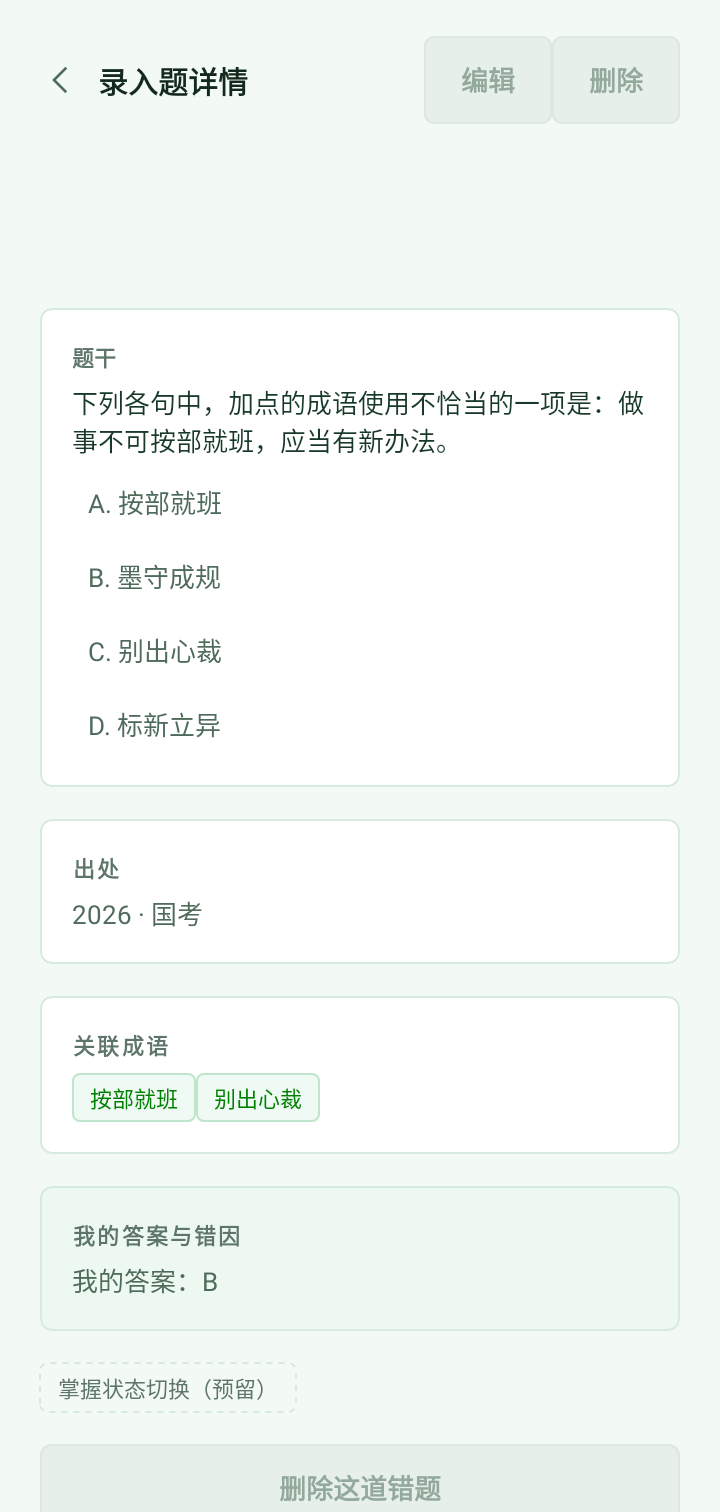 录入题详情
编辑
删除
题干
下列各句中，加点的成语使用不恰当的一项是：做
事不可按部就班，应当有新办法。
A. 按部就班
B. 墨守成规
C. 别出心裁
D. 标新立异
出处
2026 · 国考
关联成语
按部就班
别出心裁
我的答案与错因
我的答案：B
掌握状态切换（预留）
删除这道错题